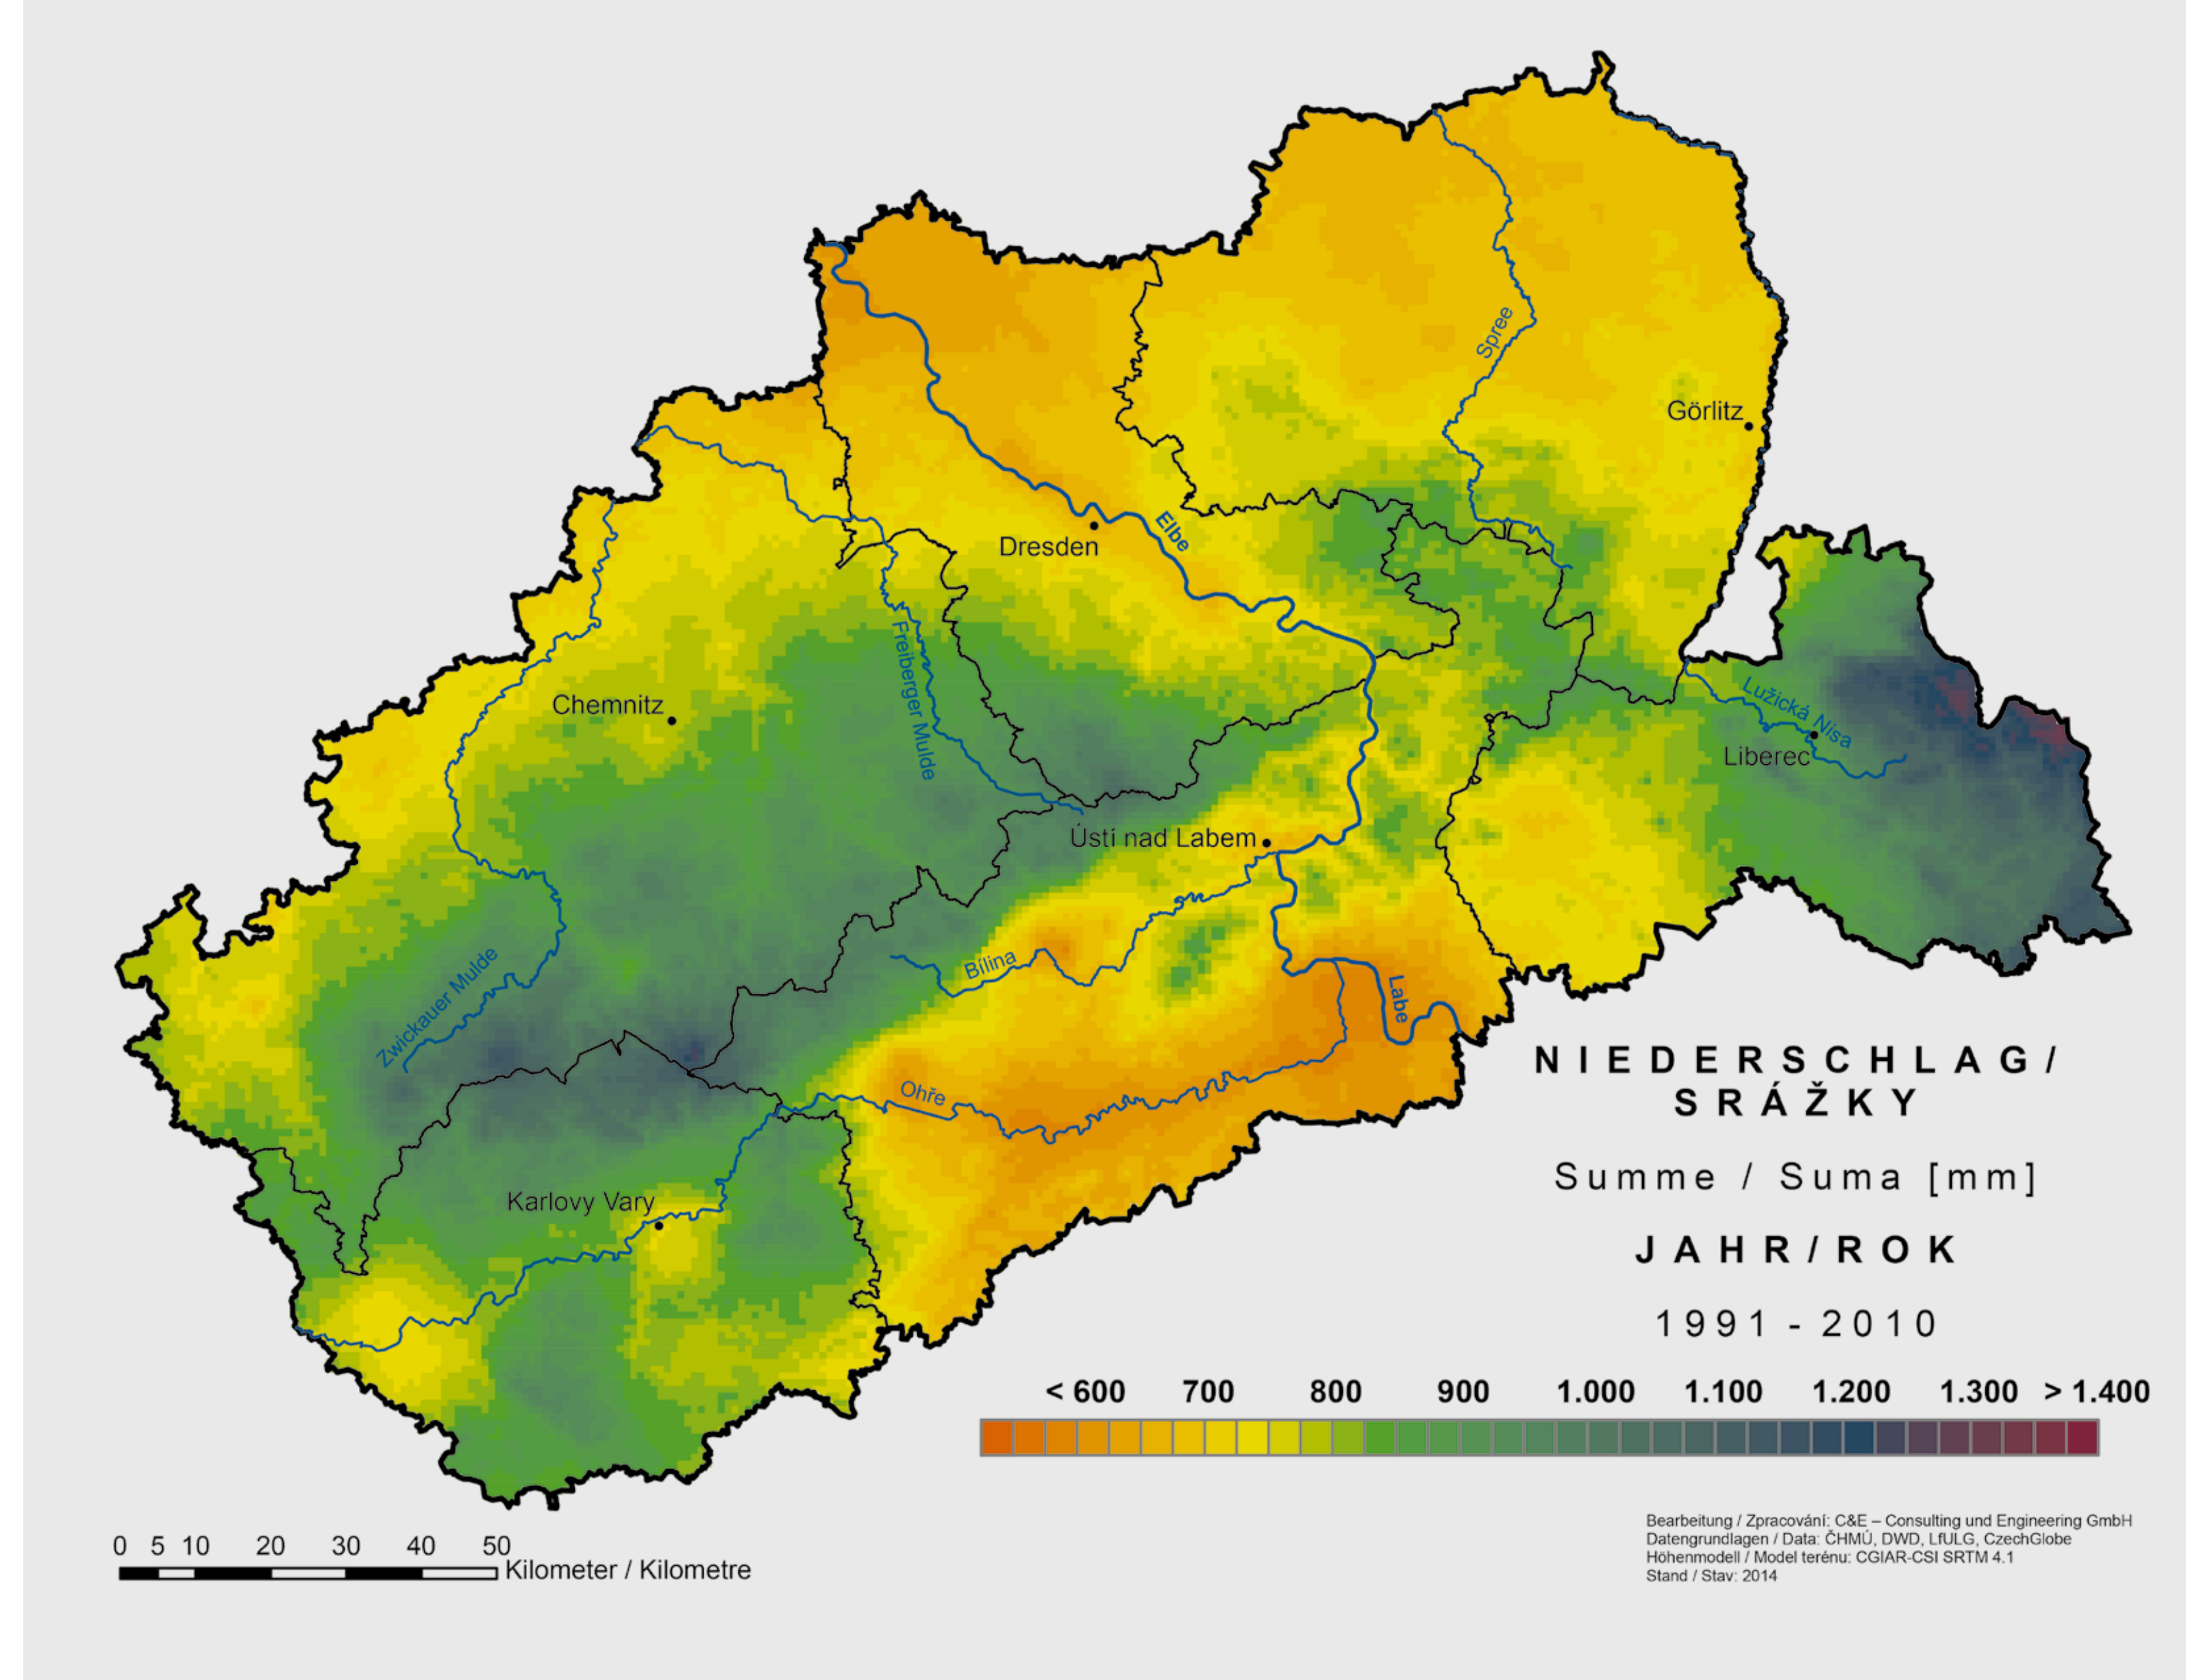 Spree
Görlitz
Elbe
Dresden
Freiberger Mulde
Chemnitz
Lužická Nisa
Liberec
Ústí nad Labem
Zwickauer Mulde
Bílina
Labe
Ohře
Karlovy Vary
NIEDERSCHLAG/
SRÁŽKY
Summe / Suma [mm]
JAHR/ROK
1991 - 2010
< 600 700 800 900 1.000 1.100 1.200 1.300 > 1.400
0 5 10 20 30 40 50
Kilometer / Kilometre
Bearbeitung / Zpracování: C&E – Consulting und Engineering GmbH
Datengrundlagen / Data: ČHMÚ, DWD, LfULG, CzechGlobe
Höhenmodell / Model terénu: CGIAR-CSI SRTM 4.1
Stand / Stav: 2014